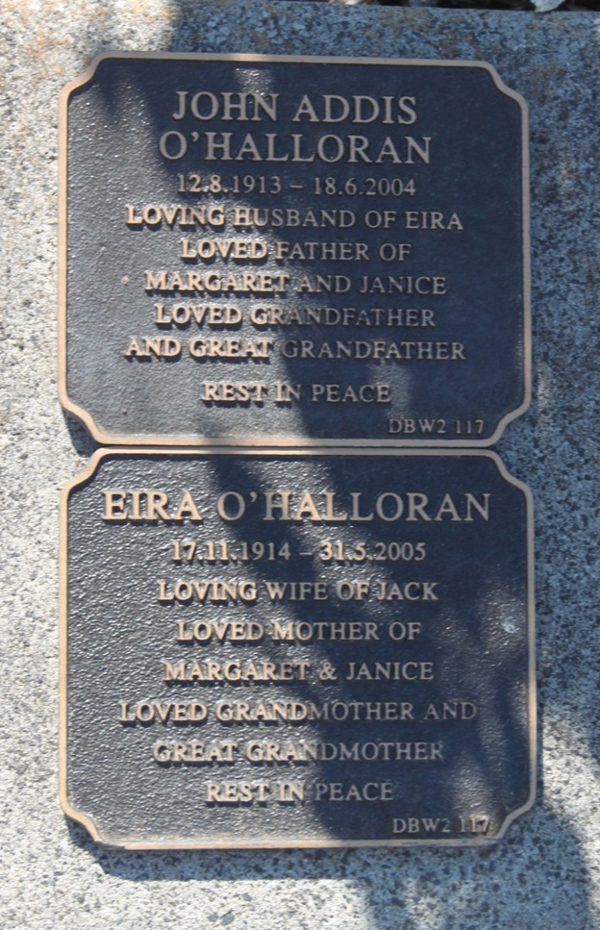 JOHN ADDIS
O'HALLORAN
12.8.1913 – 18.6.2004
LOVING HUSBAND OF EIRA
LOVED FATHER OF
MARGARET AND JANICE
LOVED GRANDFATHER
AND GREAT GRANDFATHER
REST IN PEACE
DBW2 117
EIRA O'HALLORAN
17.11.1914 – 31.5.2005
LOVING WIFE OF JACK
LOVED MOTHER OF
MARGARET & JANICE
LOVED GRANDMOTHER AND
GREAT GRANDMOTHER
REST IN PEACE
DBW2 117